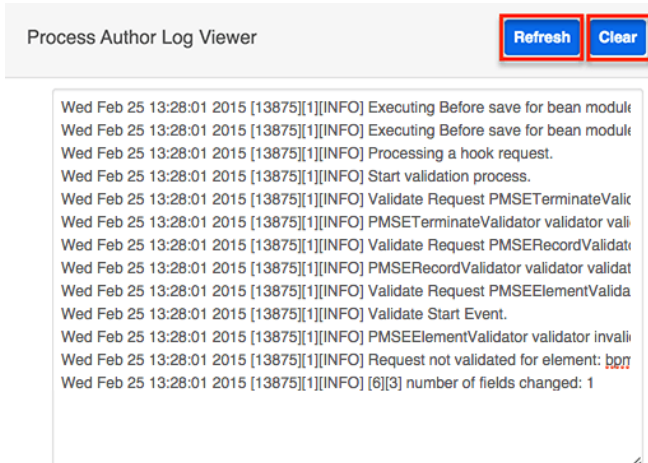 Process Author Log Viewer
Refresh
Clear
Wed Feb 25 13:28:01 2015 [13875][1][INFO] Executing Before save for bean module
Wed Feb 25 13:28:01 2015 [13875][1][INFO] Executing Before save for bean module
Wed Feb 25 13:28:01 2015 [13875][1][INFO] Processing a hook request.
Wed Feb 25 13:28:01 2015 [13875][1][INFO] Start validation process.
Wed Feb 25 13:28:01 2015 [13875][1][INFO] Validate Request PMSETerminateValid
Wed Feb 25 13:28:01 2015 [13875][1][INFO] PMSETerminateValidator validator vali
Wed Feb 25 13:28:01 2015 [13875][1][INFO] Validate Request PMSERecordValidato
Wed Feb 25 13:28:01 2015 [13875][1][INFO] PMSERecordValidator validator validat
Wed Feb 25 13:28:01 2015 [13875][1][INFO] Validate Request PMSEElementValida
Wed Feb 25 13:28:01 2015 [13875][1][INFO] Validate Start Event.
Wed Feb 25 13:28:01 2015 [13875][1][INFO] PMSEElementValidator validator invali
Wed Feb 25 13:28:01 2015 [13875][1][INFO] Request not validated for element: bpm
Wed Feb 25 13:28:01 2015 [13875][1][INFO] [6][3] number of fields changed: 1